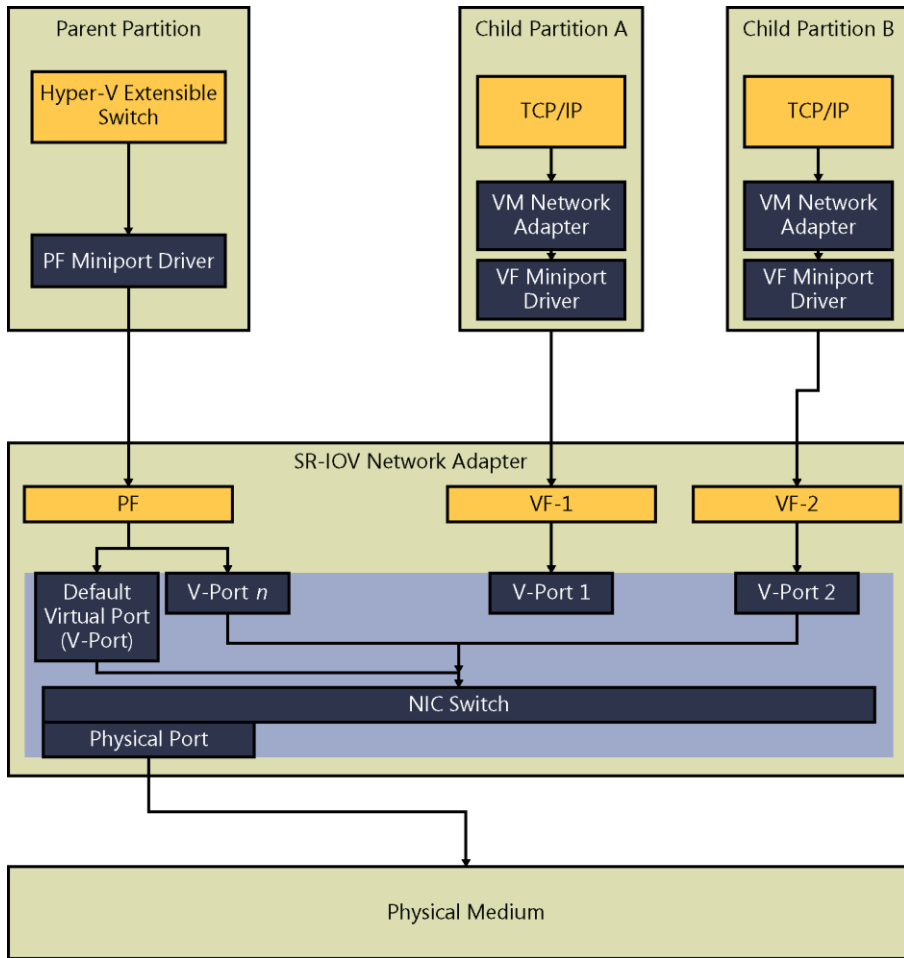 Parent Partition
Hyper-V Extensible
Switch
PF Miniport Driver
Child Partition A
TCP/IP
VM Network
Adapter
VF Miniport
Driver
Child Partition B
TCP/IP
VM Network
Adapter
VF Miniport
Driver
SR-IOV Network Adapter
PF
VF-1
VF-2
Default
Virtual Port
(V-Port)
V-Port n
V-Port 1
V-Port 2
NIC Switch
Physical Port
Physical Medium